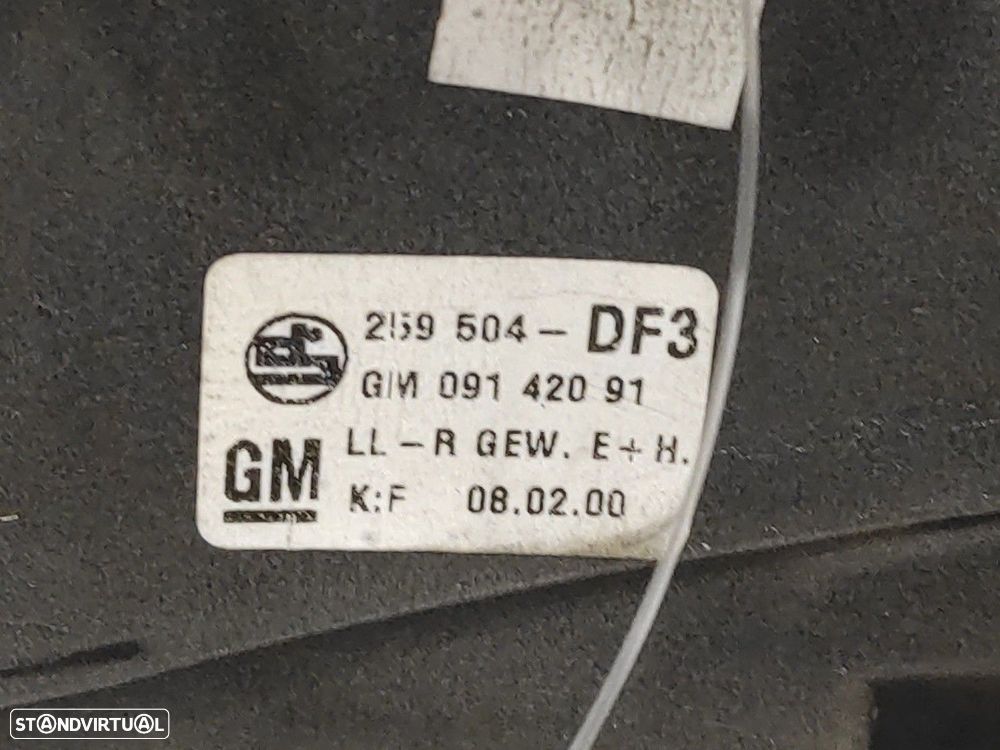 259 504 - DF3
GM 091 420 91
LL - R GEW. E + H.
GM
K:F 08.02.00
STANDVIRTUAL